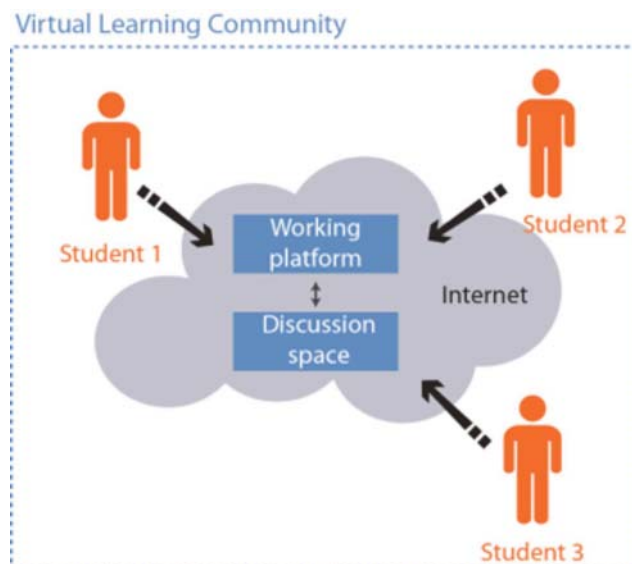 Virtual Learning Community
Student 1
Student 2
Working
platform
Internet
Discussion
space
Student 3